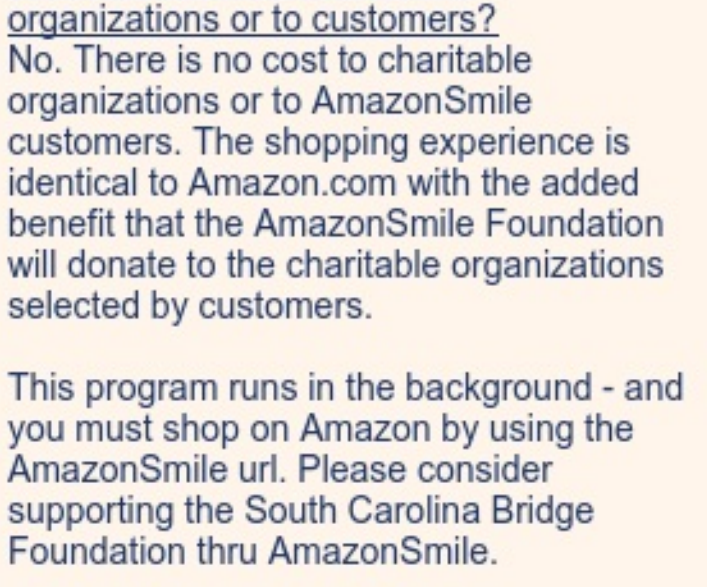 organizations or to customers?
No. There is no cost to charitable
organizations or to AmazonSmile
customers. The shopping experience is
identical to Amazon.com with the added
benefit that the AmazonSmile Foundation
will donate to the charitable organizations
selected by customers.
This program runs in the background - and
you must shop on Amazon by using the
AmazonSmile url. Please consider
supporting the South Carolina Bridge
Foundation thru AmazonSmile.